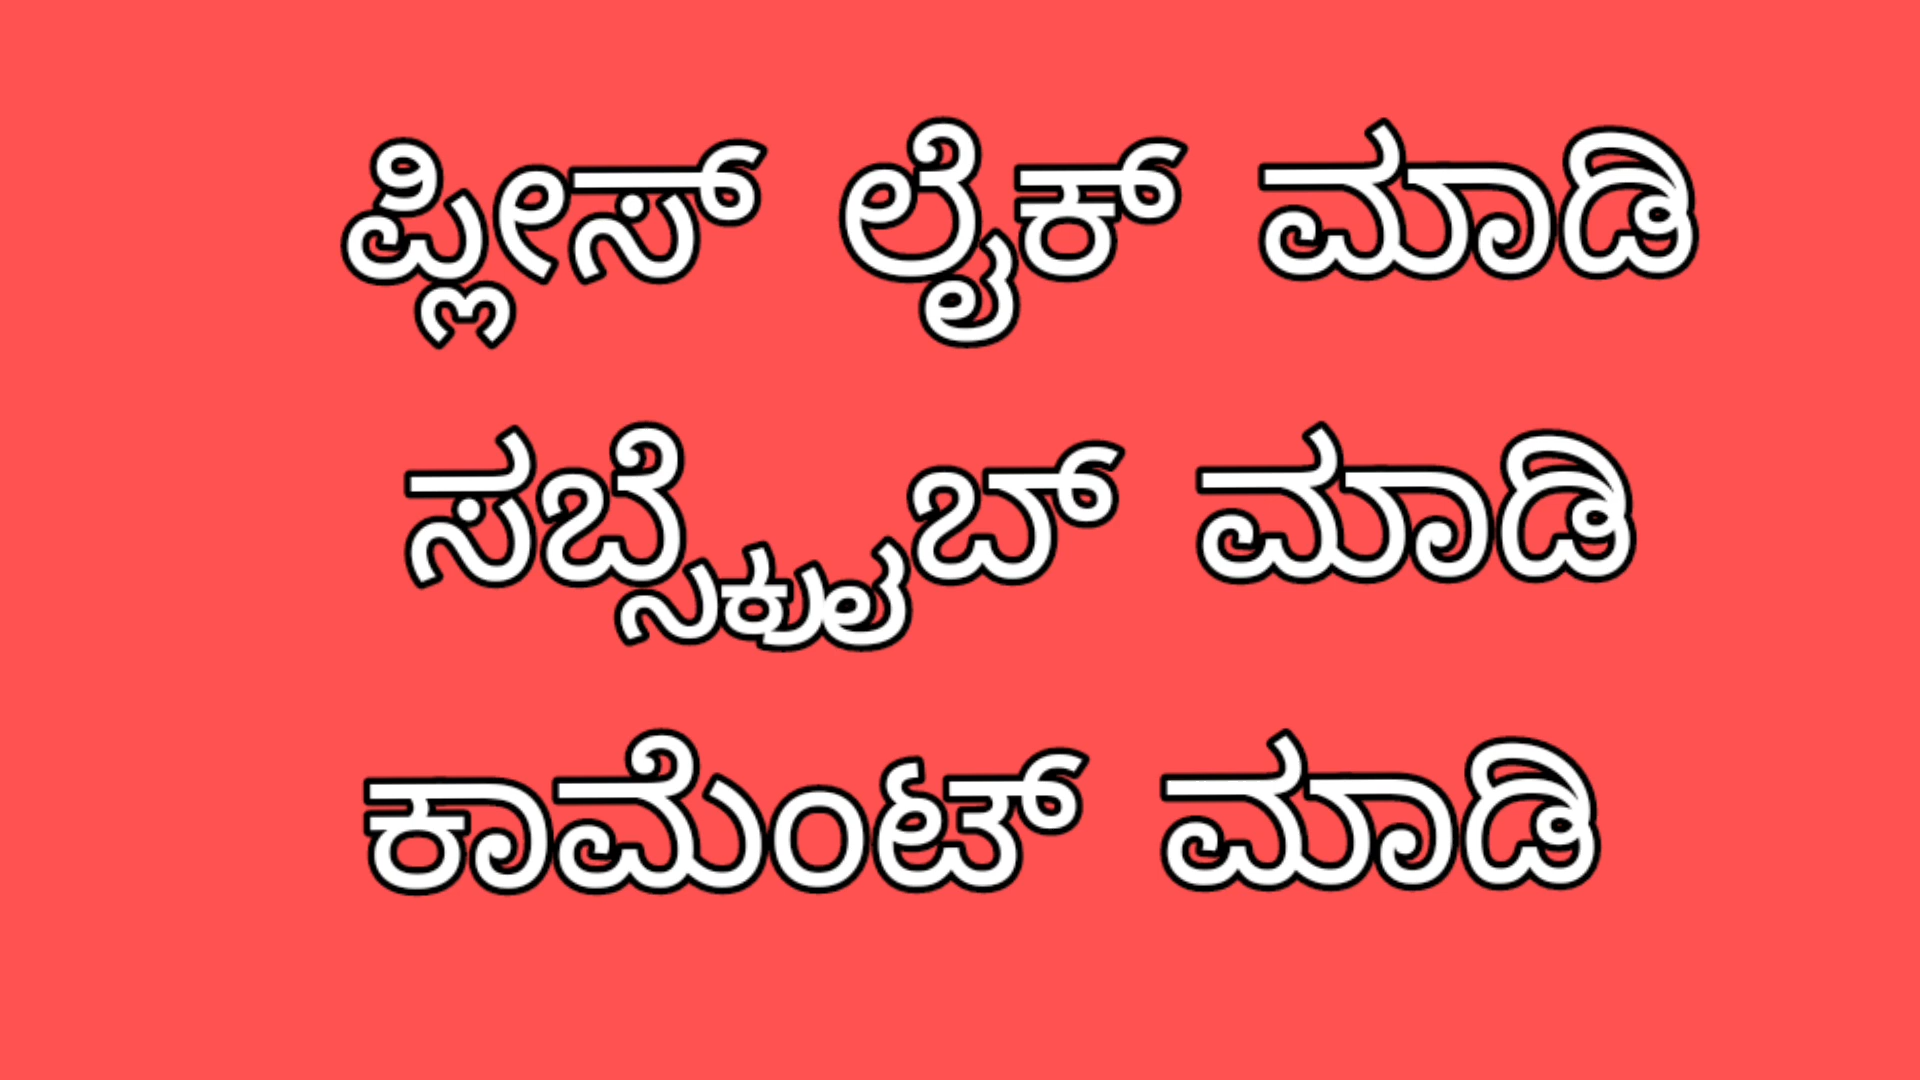 ಪ್ಲೀಸ್ ಲೈಕ್ ಮಾಡಿ
ಸಬ್ಸ್ಕ್ರೈಬ್ ಮಾಡಿ
ಕಾಮೆಂಟ್ ಮಾಡಿ